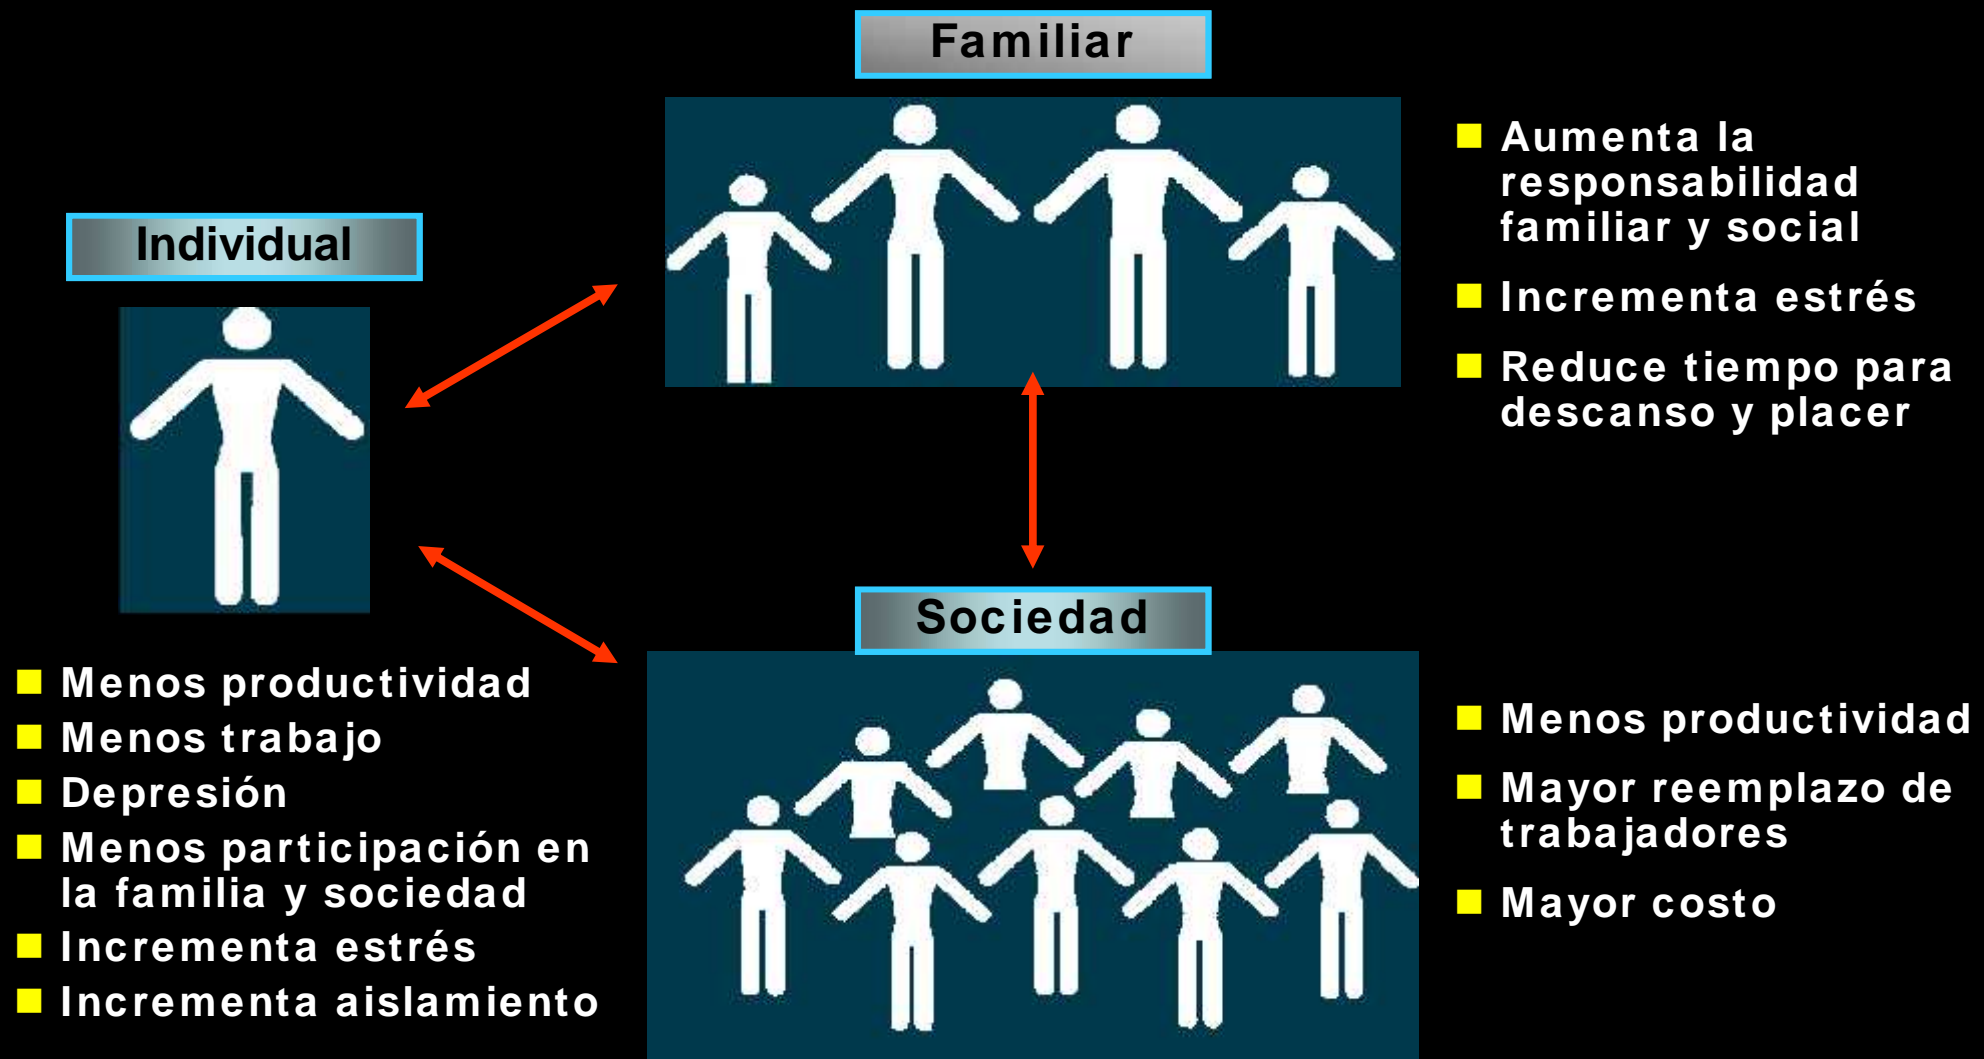 Familiar
Aumenta la
responsabilidad
familiar y social
Incrementa estrés
Reduce tiempo para
descanso y placer
Individual
Menos productividad
Menos trabajo
Depresión
Menos participación en
la familia y sociedad
Incrementa estrés
Incrementa aislamiento
Sociedad
Menos productividad
Mayor reemplazo de
trabajadores
Mayor costo